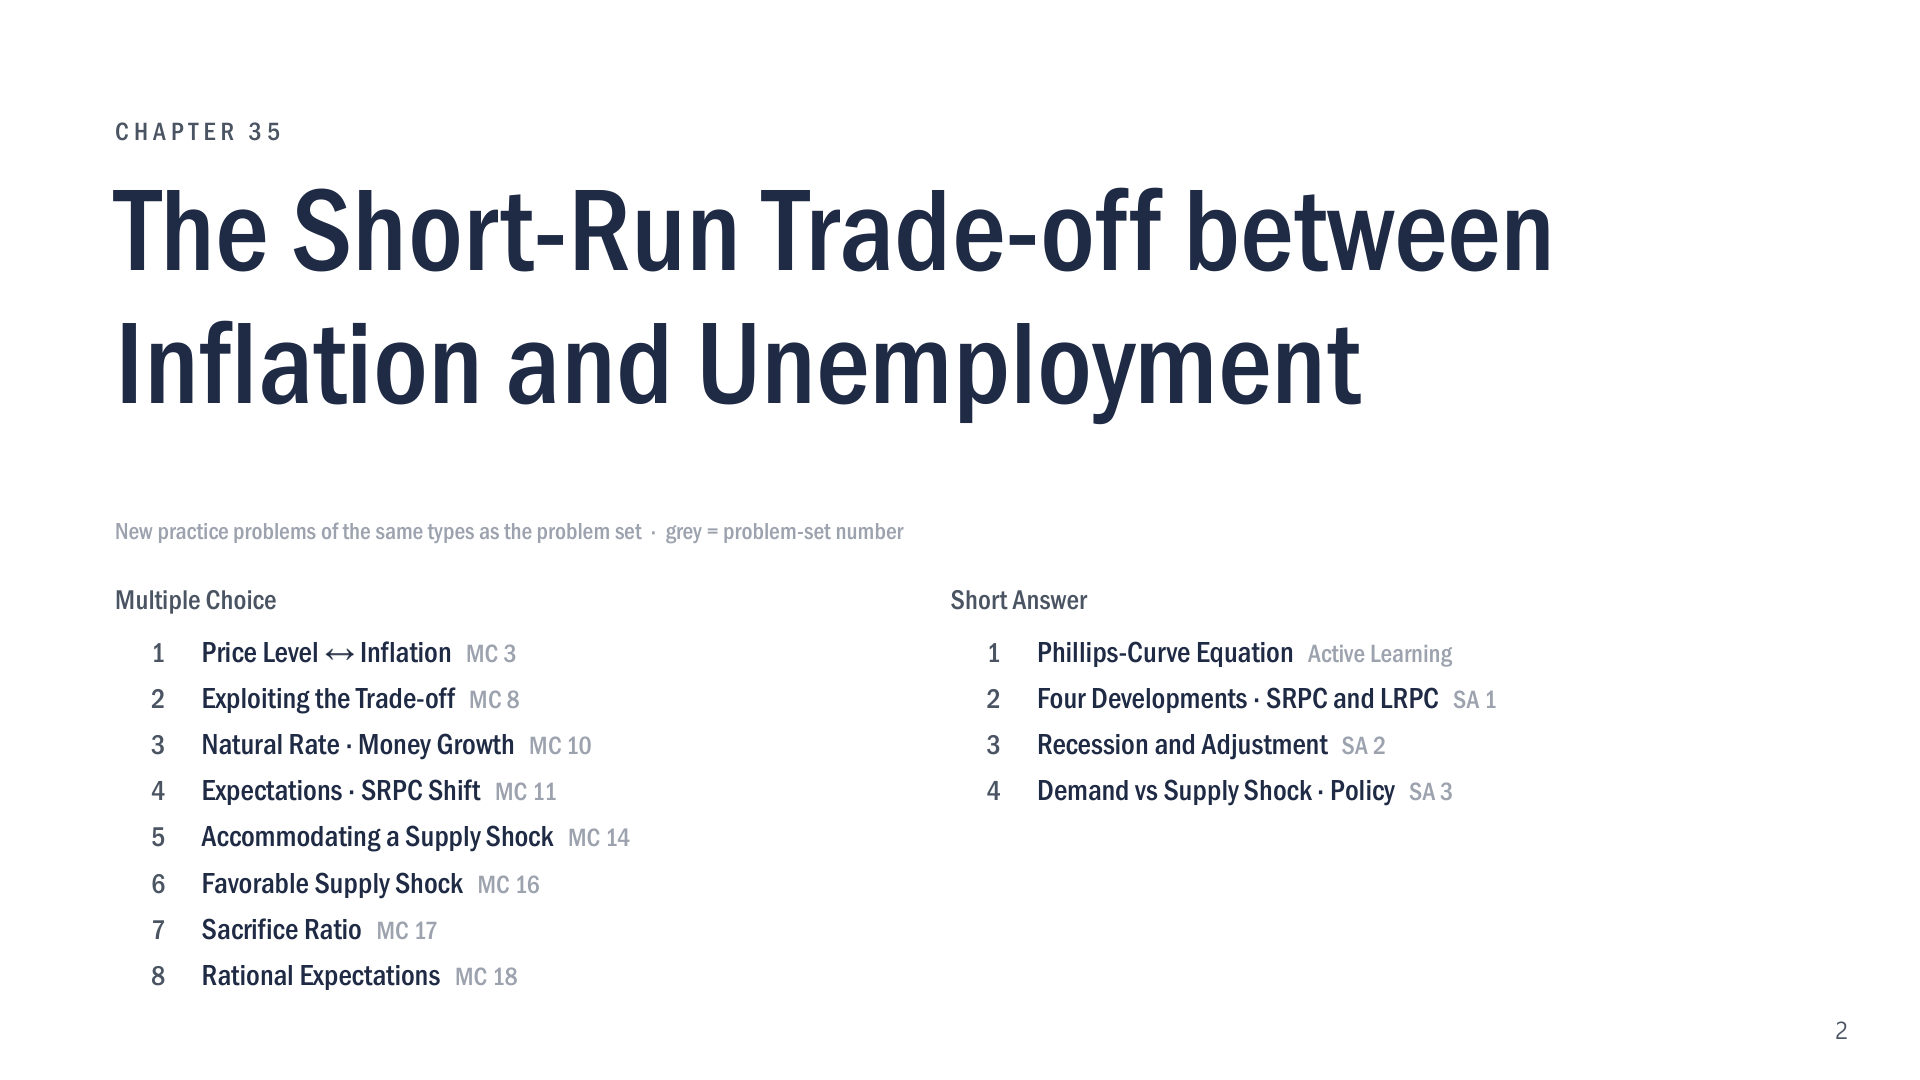 CHAPTER 35
The Short-Run Trade-off between
Inflation and Unemployment
New practice problems of the same types as the problem set · grey = problem-set number
Multiple Choice
1 Price Level ↔ Inflation MC 3
2 Exploiting the Trade-off MC 8
3 Natural Rate · Money Growth MC 10
4 Expectations · SRPC Shift MC 11
5 Accommodating a Supply Shock MC 14
6 Favorable Supply Shock MC 16
7 Sacrifice Ratio MC 17
8 Rational Expectations MC 18
Short Answer
1 Phillips-Curve Equation Active Learning
2 Four Developments · SRPC and LRPC SA 1
3 Recession and Adjustment SA 2
4 Demand vs Supply Shock · Policy SA 3
2